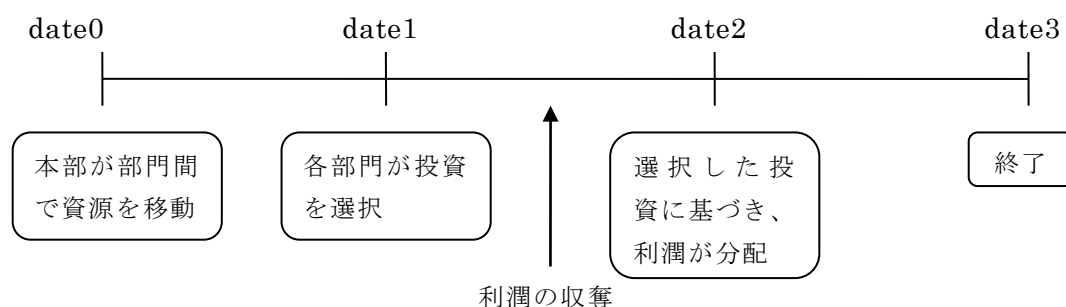 date0
date1
date2
date3
本部が部門間
で資源を移動
各部門が投資
を選択
選択した投
資に基づき、
利潤が分配
終了
利潤の収奪